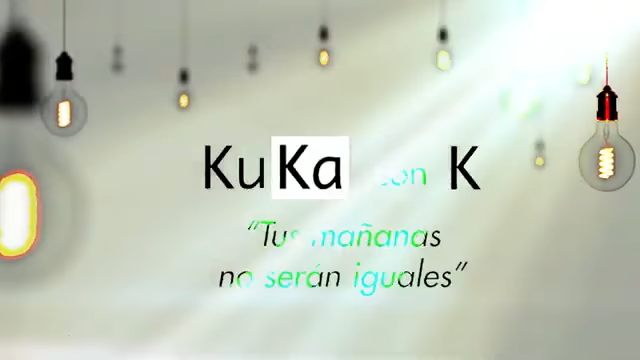 KuKa con K
“Tus mañanas
no serán iguales”